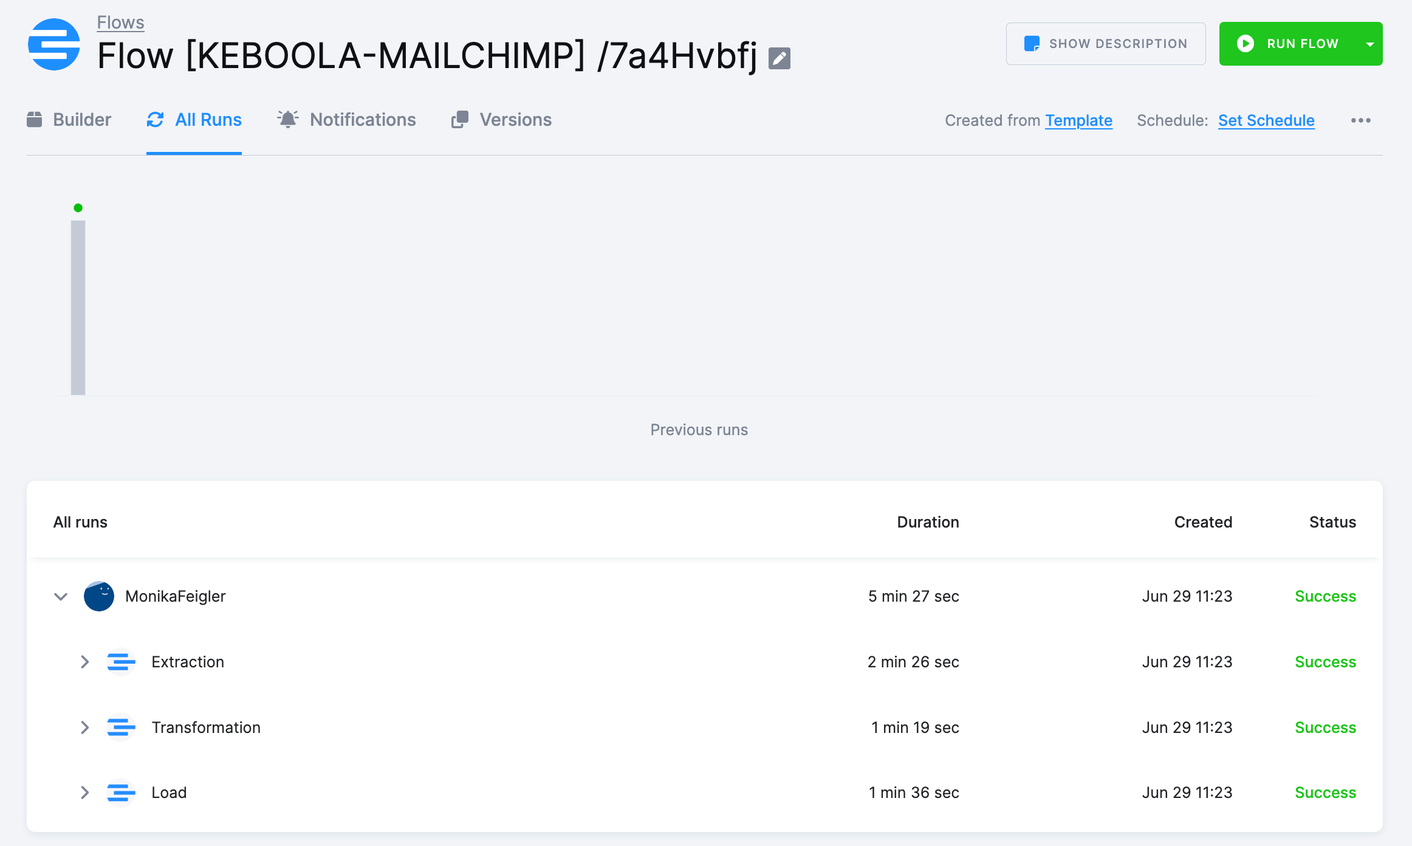 Flows
Flow [KEBOOLA-MAILCHIMP] /7a4Hvbfj
SHOW DESCRIPTION
RUN FLOW
Builder
All Runs
Notifications
Versions
Created from Template
Schedule: Set Schedule
Previous runs
All runs Duration Created Status
MonikaFeigler 5 min 27 sec Jun 29 11:23 Success
Extraction 2 min 26 sec Jun 29 11:23 Success
Transformation 1 min 19 sec Jun 29 11:23 Success
Load 1 min 36 sec Jun 29 11:23 Success